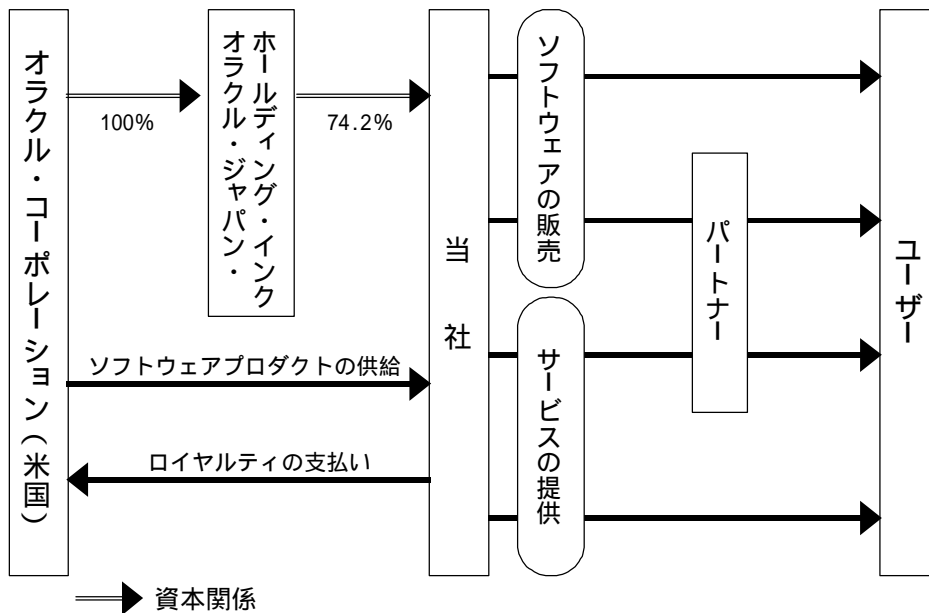 オラクル・コーポレーション(米国)
100%
オラクル・ジャパン・
ホールディング・インク
74.2%
ソフトウェアプロダクトの供給
ロイヤルティの支払い
当社
ソフトウェアの販売
サービスの提供
パートナー
ユーザー
資本関係